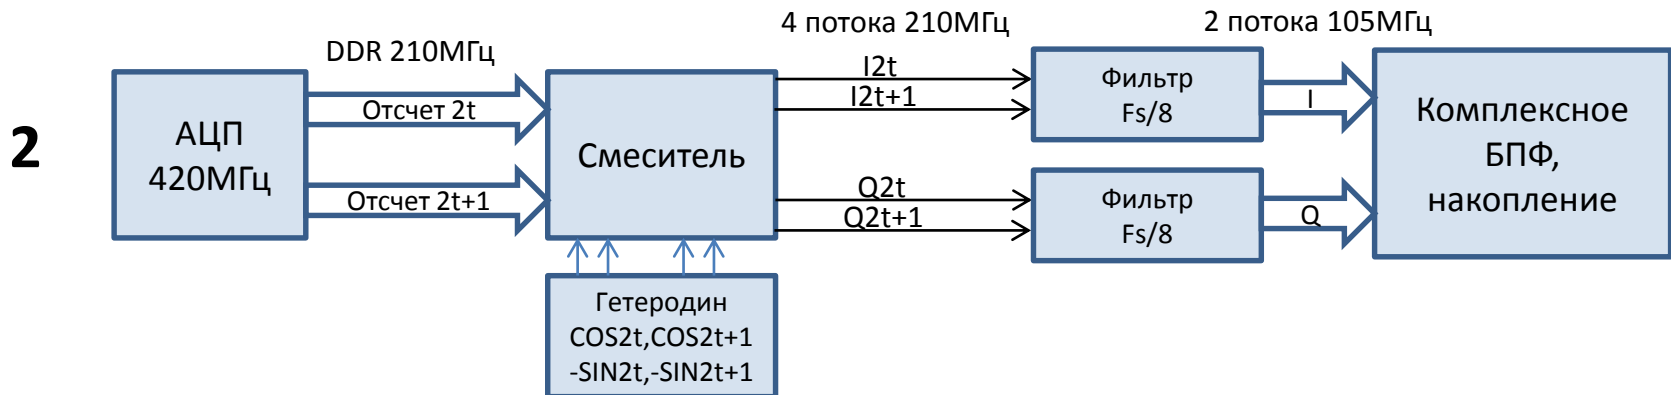 4 потока 210МГц
2 потока 105МГц
DDR 210МГц
2
АЦП
420МГц
Отсчет 2t
Отсчет 2t+1
Смеситель
I2t
I2t+1
Q2t
Q2t+1
Гетеродин
COS2t,COS2t+1
-SIN2t,-SIN2t+1
Фильтр
Fs/8
Фильтр
Fs/8
I
Q
Комплексное
БПФ,
накопление